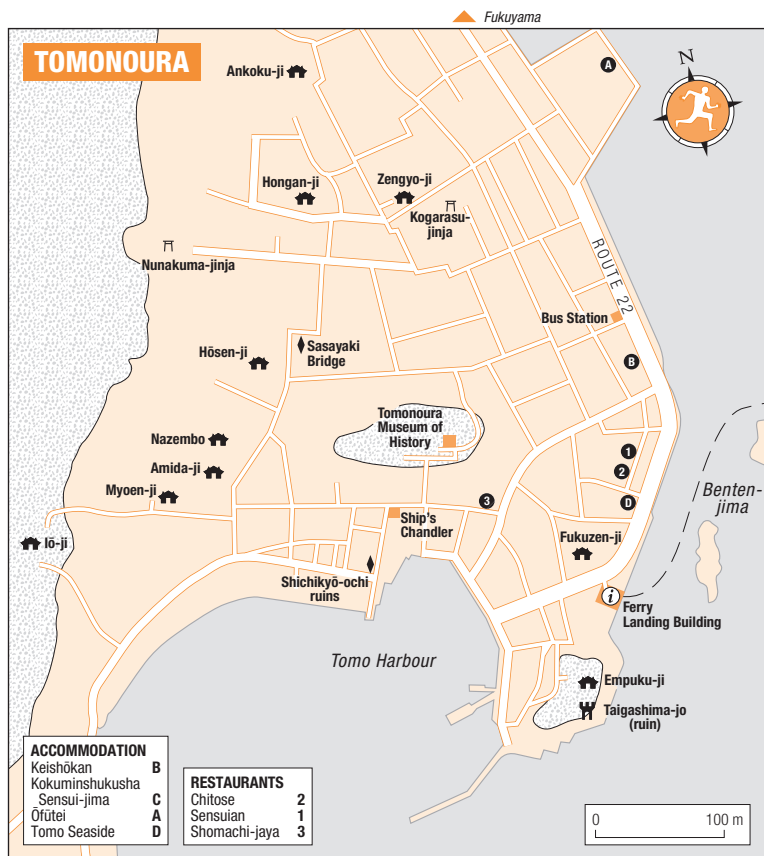 Fukuyama
TOMONOURA
N
A
Ankoku-ji
Hongan-ji
Zengyo-ji
Kogarasu-
jinja
Nunakuma-jinja
ROUTE 22
Bus Station
Sasayaki
Bridge
Hōsen-ji
B
Tomonoura
Museum of
History
Nazembo
Amida-ji
Myoen-ji
1
2
3
D
Benten-
jima
Ship's
Chandler
Iō-ji
Fukuzen-ji
Shichikyō-ochi
ruins
i
Ferry
Landing Building
Tomo Harbour
Empuku-ji
Taigashima-jo
(ruin)
ACCOMMODATION
Keishōkan B
Kokuminshukusha
Sensui-jima C
Ōfūtei A
Tomo Seaside D
RESTAURANTS
Chitose 2
Sensuian 1
Shomachi-jaya 3
0 100 m